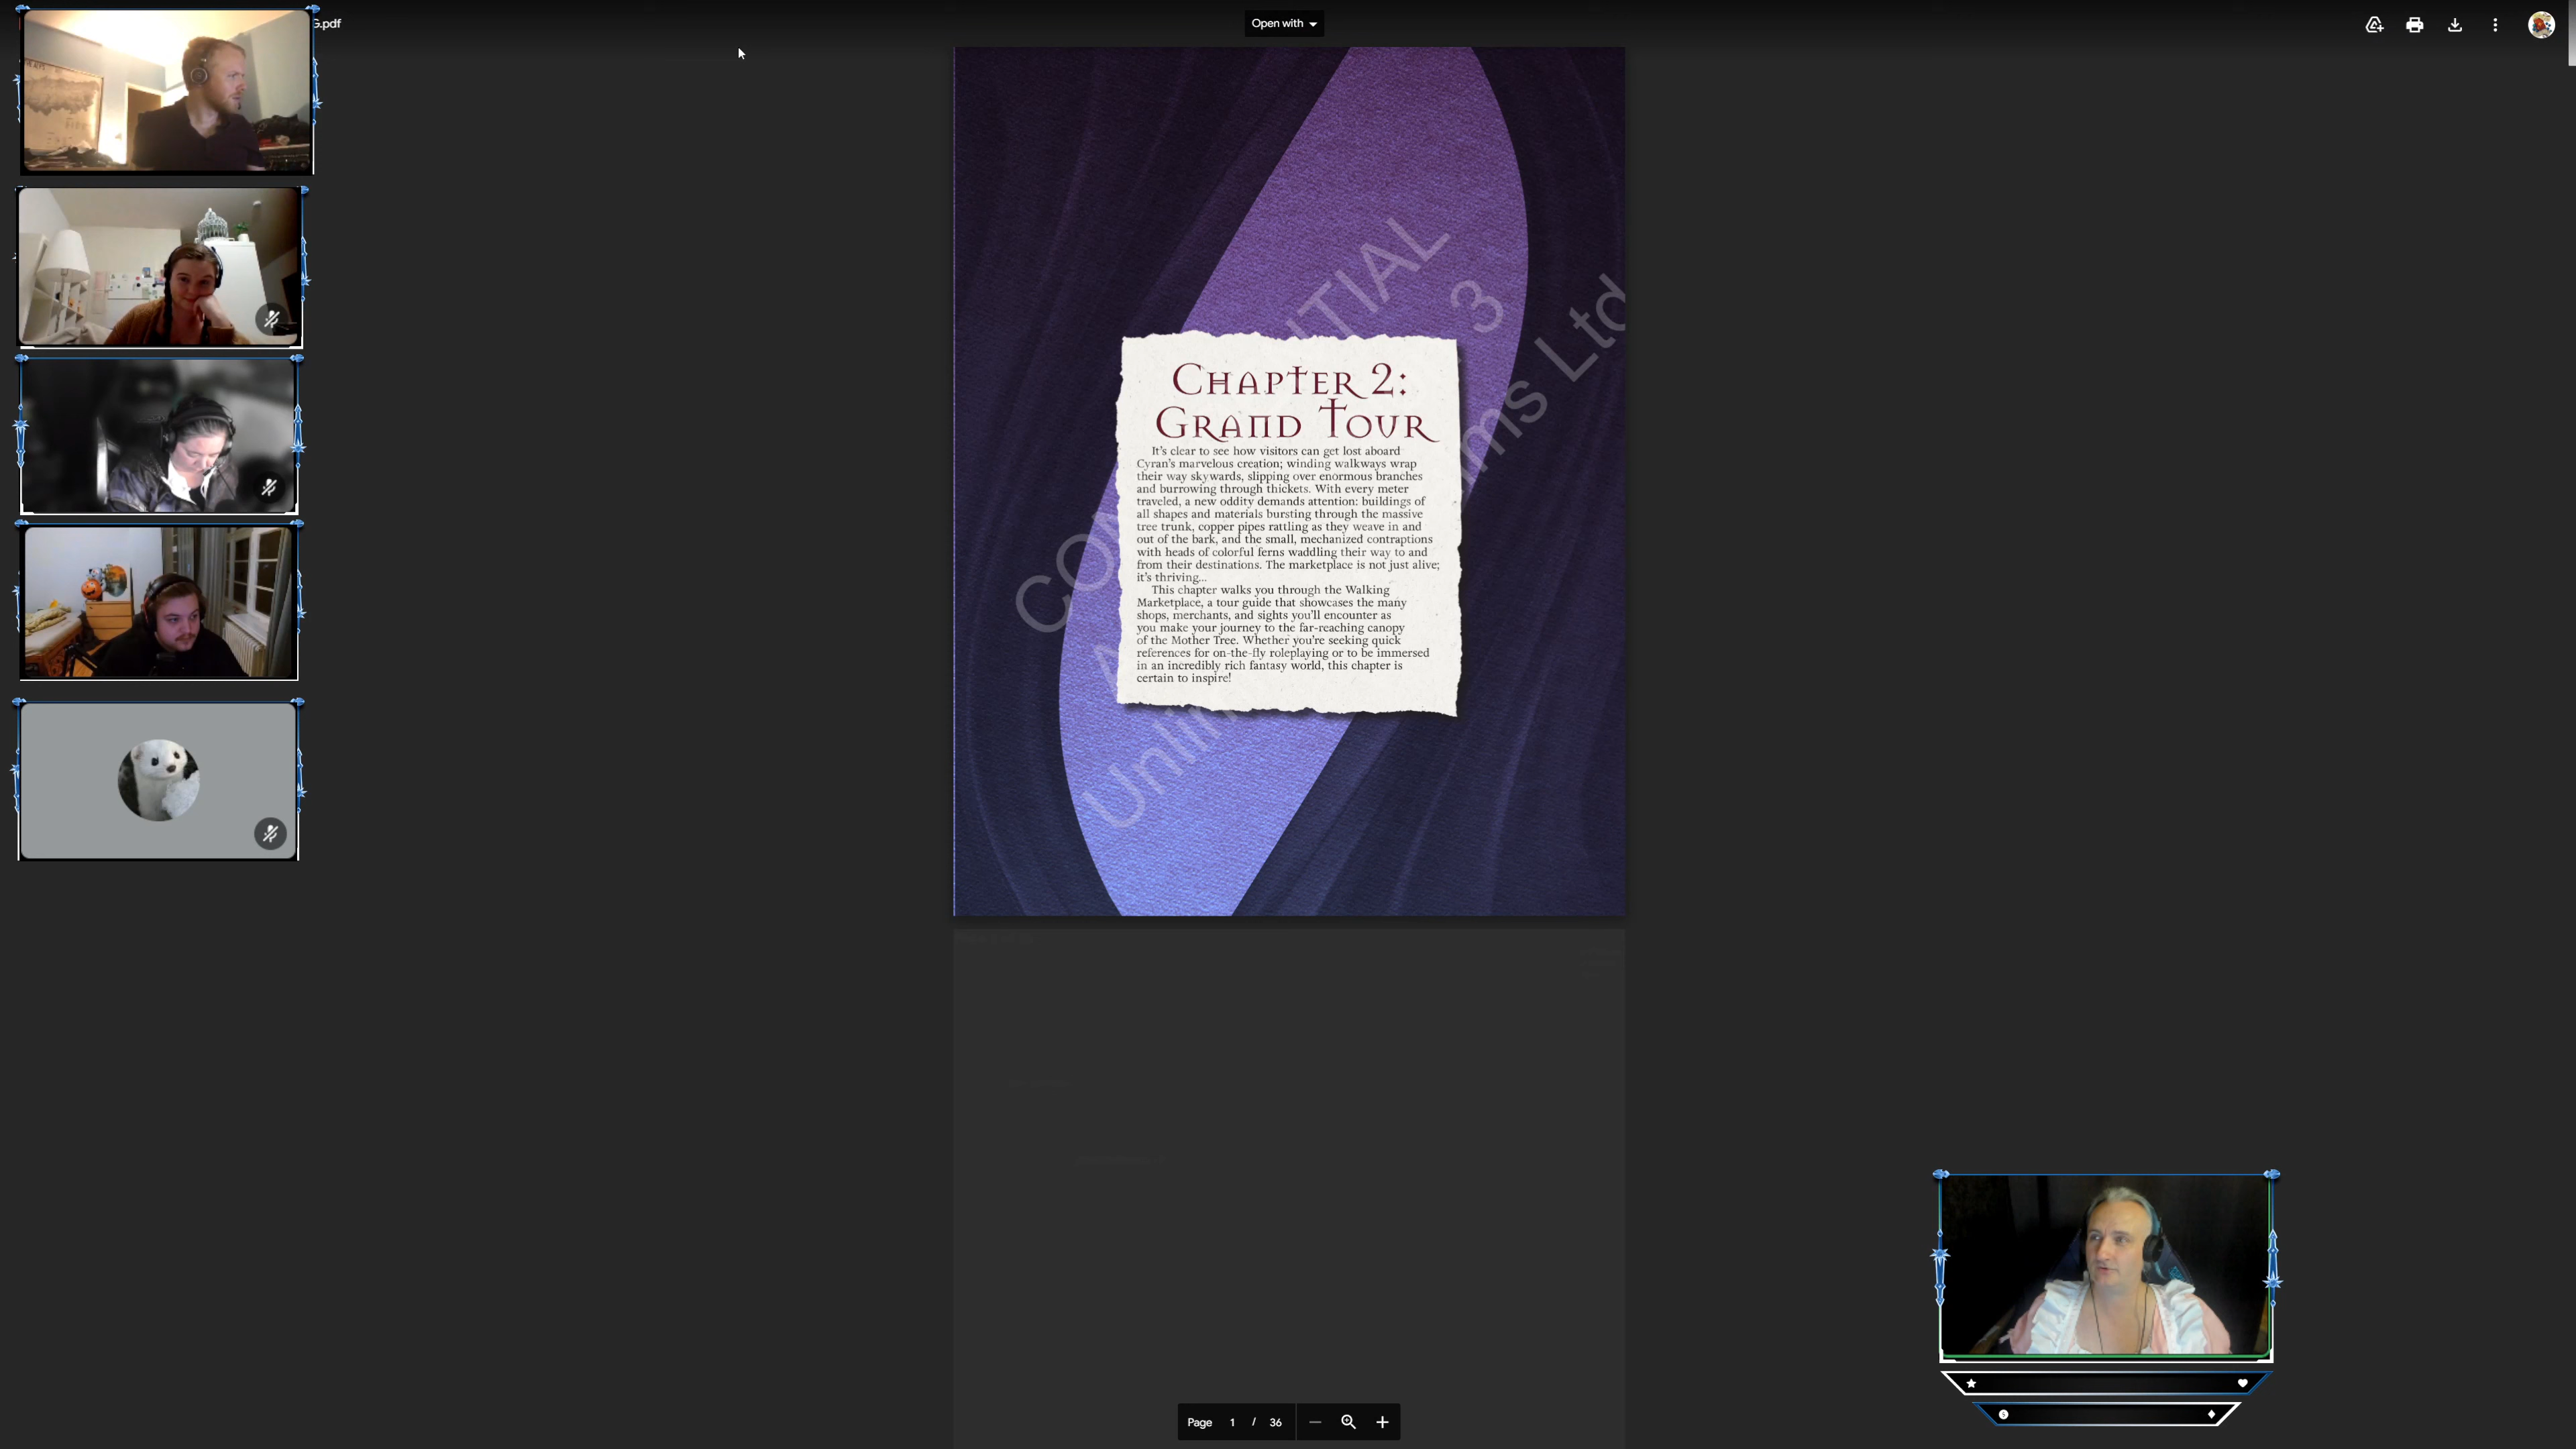 G.pdf
Open with
CHAPTER 2:
GRAND TOUR
It's clear to see how visitors can get lost aboard
Cyran's marvelous creation; winding walkways wrap
their way skywards, slipping over enormous branches
and burrowing through thickets. With every meter
traveled, a new oddity demands attention: buildings of
all shapes and materials bursting through the massive
tree trunk, copper pipes rattling as they weave in and
out of the bark, and the small, mechanized contraptions
with heads of colorful ferns waddling their way to and
from their destinations. The marketplace is not just alive;
it's thriving...
This chapter walks you through the Walking
Marketplace, a tour guide that showcases the many
shops, merchants, and sights you'll encounter as
you make your journey to the far-reaching canopy
of the Mother Tree. Whether you're seeking quick
references for on-the-fly roleplaying or to be immersed
in an incredibly rich fantasy world, this chapter is
certain to inspire!
3
Ltd
Page 1 / 36